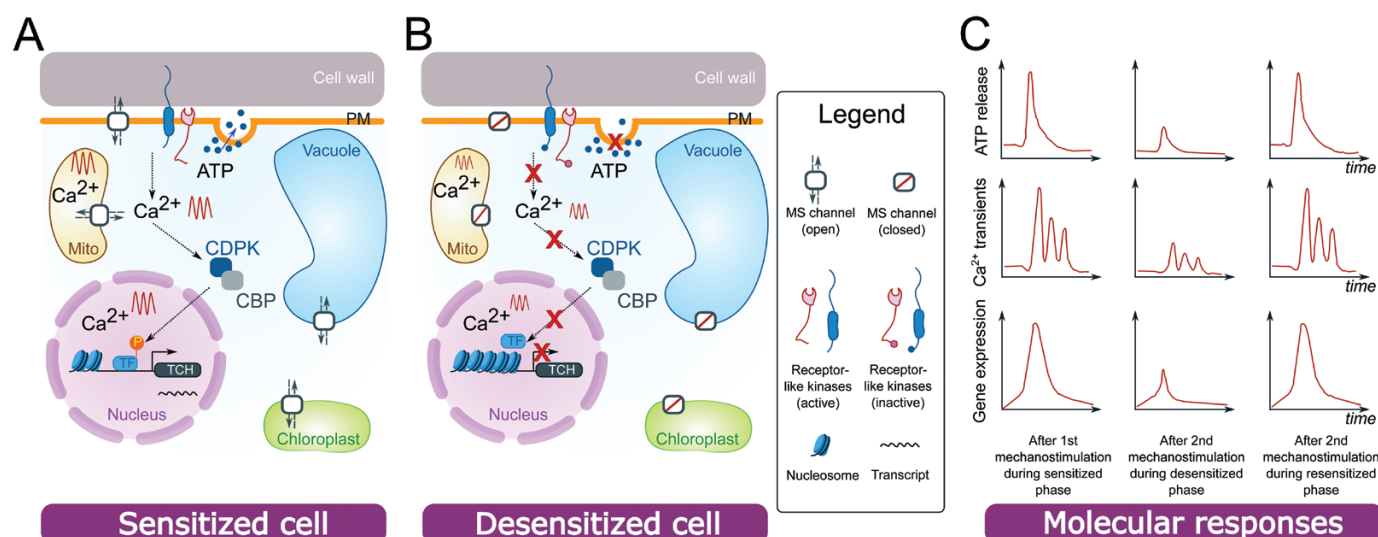 A
Cell wall
PM
ATP
Vacuole
Ca2+
Mito
Ca2+
CDPK
CBP
Ca2+
P
TF
TCH
Nucleus
Chloroplast
Sensitized cell
B
Cell wall
PM
ATP
Vacuole
Ca2+
Mito
Ca2+
CDPK
CBP
Ca2+
TF
TCH
Nucleus
Chloroplast
Desensitized cell
Legend
MS channel
(open)
MS channel
(closed)
Receptor-
like kinases
(active)
Receptor-
like kinases
(inactive)
Nucleosome
Transcript
C
ATP release
time
Ca2+ transients
Gene expression
time
After 1st
mechanostimulation
during sensitized
phase
After 2nd
mechanostimulation
during desensitized
phase
After 2nd
mechanostimulation
during resensitized
phase
Molecular responses